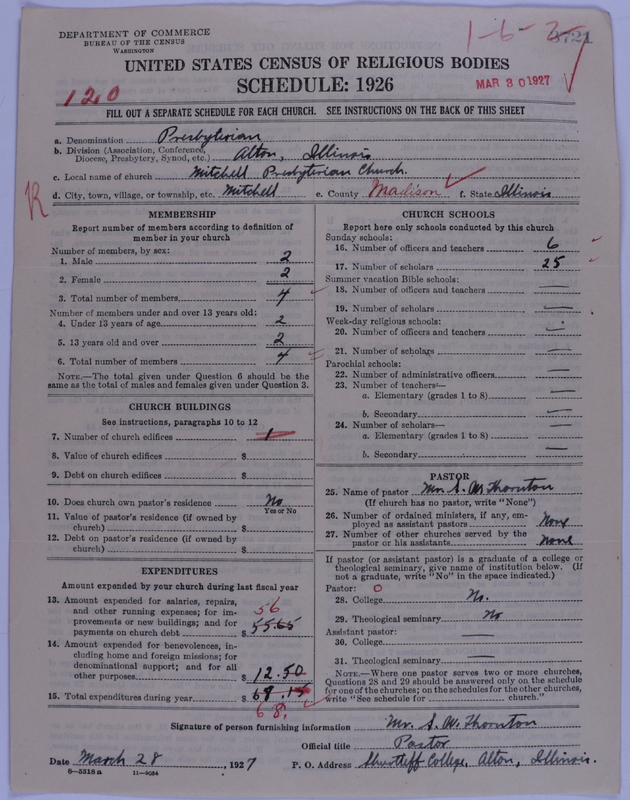 DEPARTMENT OF COMMERCE
BUREAU OF THE CENSUS
WASHINGTON
1-6-2
3721
UNITED STATES CENSUS OF RELIGIOUS BODIES
SCHEDULE: 1926
MAR 30 1927
120
FILL OUT A SEPARATE SCHEDULE FOR EACH CHURCH. SEE INSTRUCTIONS ON THE BACK OF THIS SHEET
a. Denomination Presbyterian
b. Division (Association, Conference, Diocese, Presbytery, Synod, etc.) Alton, Illinois
c. Local name of church Mitchell Presbyterian Church.
d. City, town, village, or township, etc. Mitchell e. County Madison f. State Illinois
R
MEMBERSHIP
Report number of members according to definition of
member in your church
Number of members, by sex:
1. Male 2
2. Female 2
3. Total number of members 4
Number of members under and over 13 years old:
4. Under 13 years of age 2
5. 13 years old and over 2
6. Total number of members 4
NOTE.—The total given under Question 6 should be
same as the total of males and females given under Question 3.
CHURCH BUILDINGS
See instructions, paragraphs 10 to 12
7. Number of church edifices 1
8. Value of church edifices $
9. Debt on church edifices $
10. Does church own pastor's residence No
Yes or No
11. Value of pastor's residence (if owned by
church) $
12. Debt on pastor's residence (if owned by
church) $
EXPENDITURES
Amount expended by your church during last fiscal year
13. Amount expended for salaries, repairs,
and other running expenses; for im-
provements or new buildings; and for
payments on church debt $ 55 65
56
14. Amount expended for benevolences, in-
cluding home and foreign missions; for
denominational support; and for all
other purposes $ 12.50
15. Total expenditures during year $ 68.15
68.
CHURCH SCHOOLS
Report here only schools conducted by this church
Sunday schools:
16. Number of officers and teachers 6
17. Number of scholars 25
Summer vacation Bible schools:
18. Number of officers and teachers —
19. Number of scholars —
Week-day religious schools:
20. Number of officers and teachers —
21. Number of scholars —
Parochial schools:
22. Number of administrative officers —
23. Number of teachers—
a. Elementary (grades 1 to 8) —
b. Secondary —
24. Number of scholars—
a. Elementary (grades 1 to 8) —
b. Secondary —
PASTOR
25. Name of pastor Mr. S. W. Thornton
(If church has no pastor, write "None")
26. Number of ordained ministers, if any, em-
ployed as assistant pastors None
27. Number of other churches served by the
pastor or his assistants None
If pastor (or assistant pastor) is a graduate of a college or
theological seminary, give name of institution below. (If
not a graduate, write "No" in the space indicated.)
Pastor: 0
28. College No.
29. Theological seminary No
Assistant pastor:
30. College —
31. Theological seminary —
NOTE.—Where one pastor serves two or more churches,
Questions 28 and 29 should be answered only on the schedule
for one of the churches; on the schedules for the other churches,
write "See schedule for ______ church."
Signature of person furnishing information Mr. S. W. Thornton
Official title Pastor
Date March 28, 1927 P. O. Address Shurtleff College, Alton, Illinois.
8—5318a 11—9034